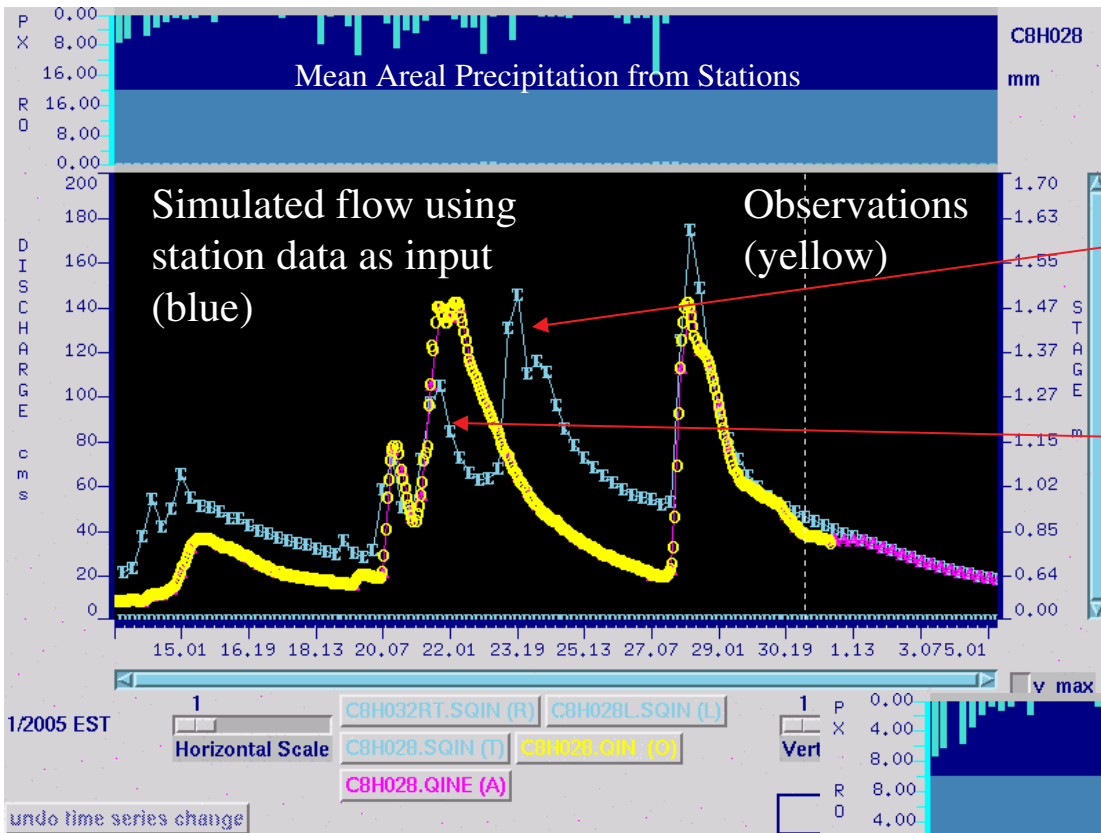 P X
0.00
8.00
16.00
R O
16.00
8.00
0.00
C8H028
mm
Mean Areal Precipitation from Stations
Simulated flow using
station data as input
(blue)
Observations
(yellow)
DISCHARGE cms
200
180
160
140
120
100
80
60
40
20
0
1.70
1.63
1.55
1.47
1.37
1.27
1.15
1.02
0.85
0.64
0.00
STAGE m
15.01 16.19 18.13 20.07 22.01 23.19 25.13 27.07 29.01 30.19 1.13 3.075.01
1/2005 EST
1
Horizontal Scale
C8H032RT.SQIN (R) C8H028L.SQIN (L)
C8H028.SQIN (T) C8H028.QIN (O)
C8H028.QINE (A)
1
Vert
y max
P X
0.00
4.00
8.00
R O
8.00
4.00
undo time series change